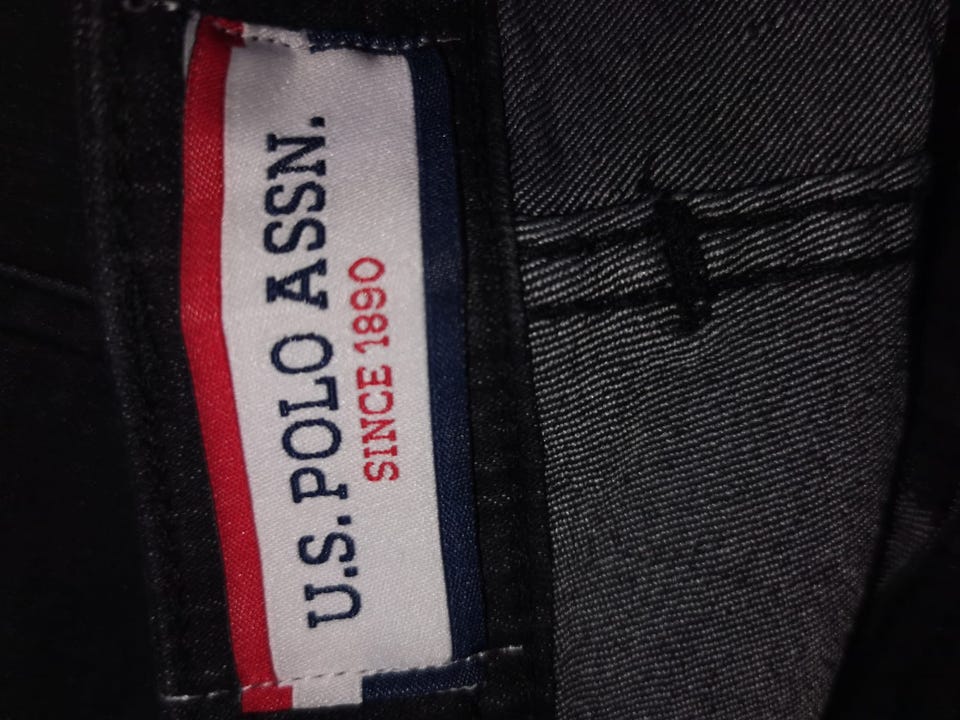 U.S. POLO ASSN.
SINCE 1890